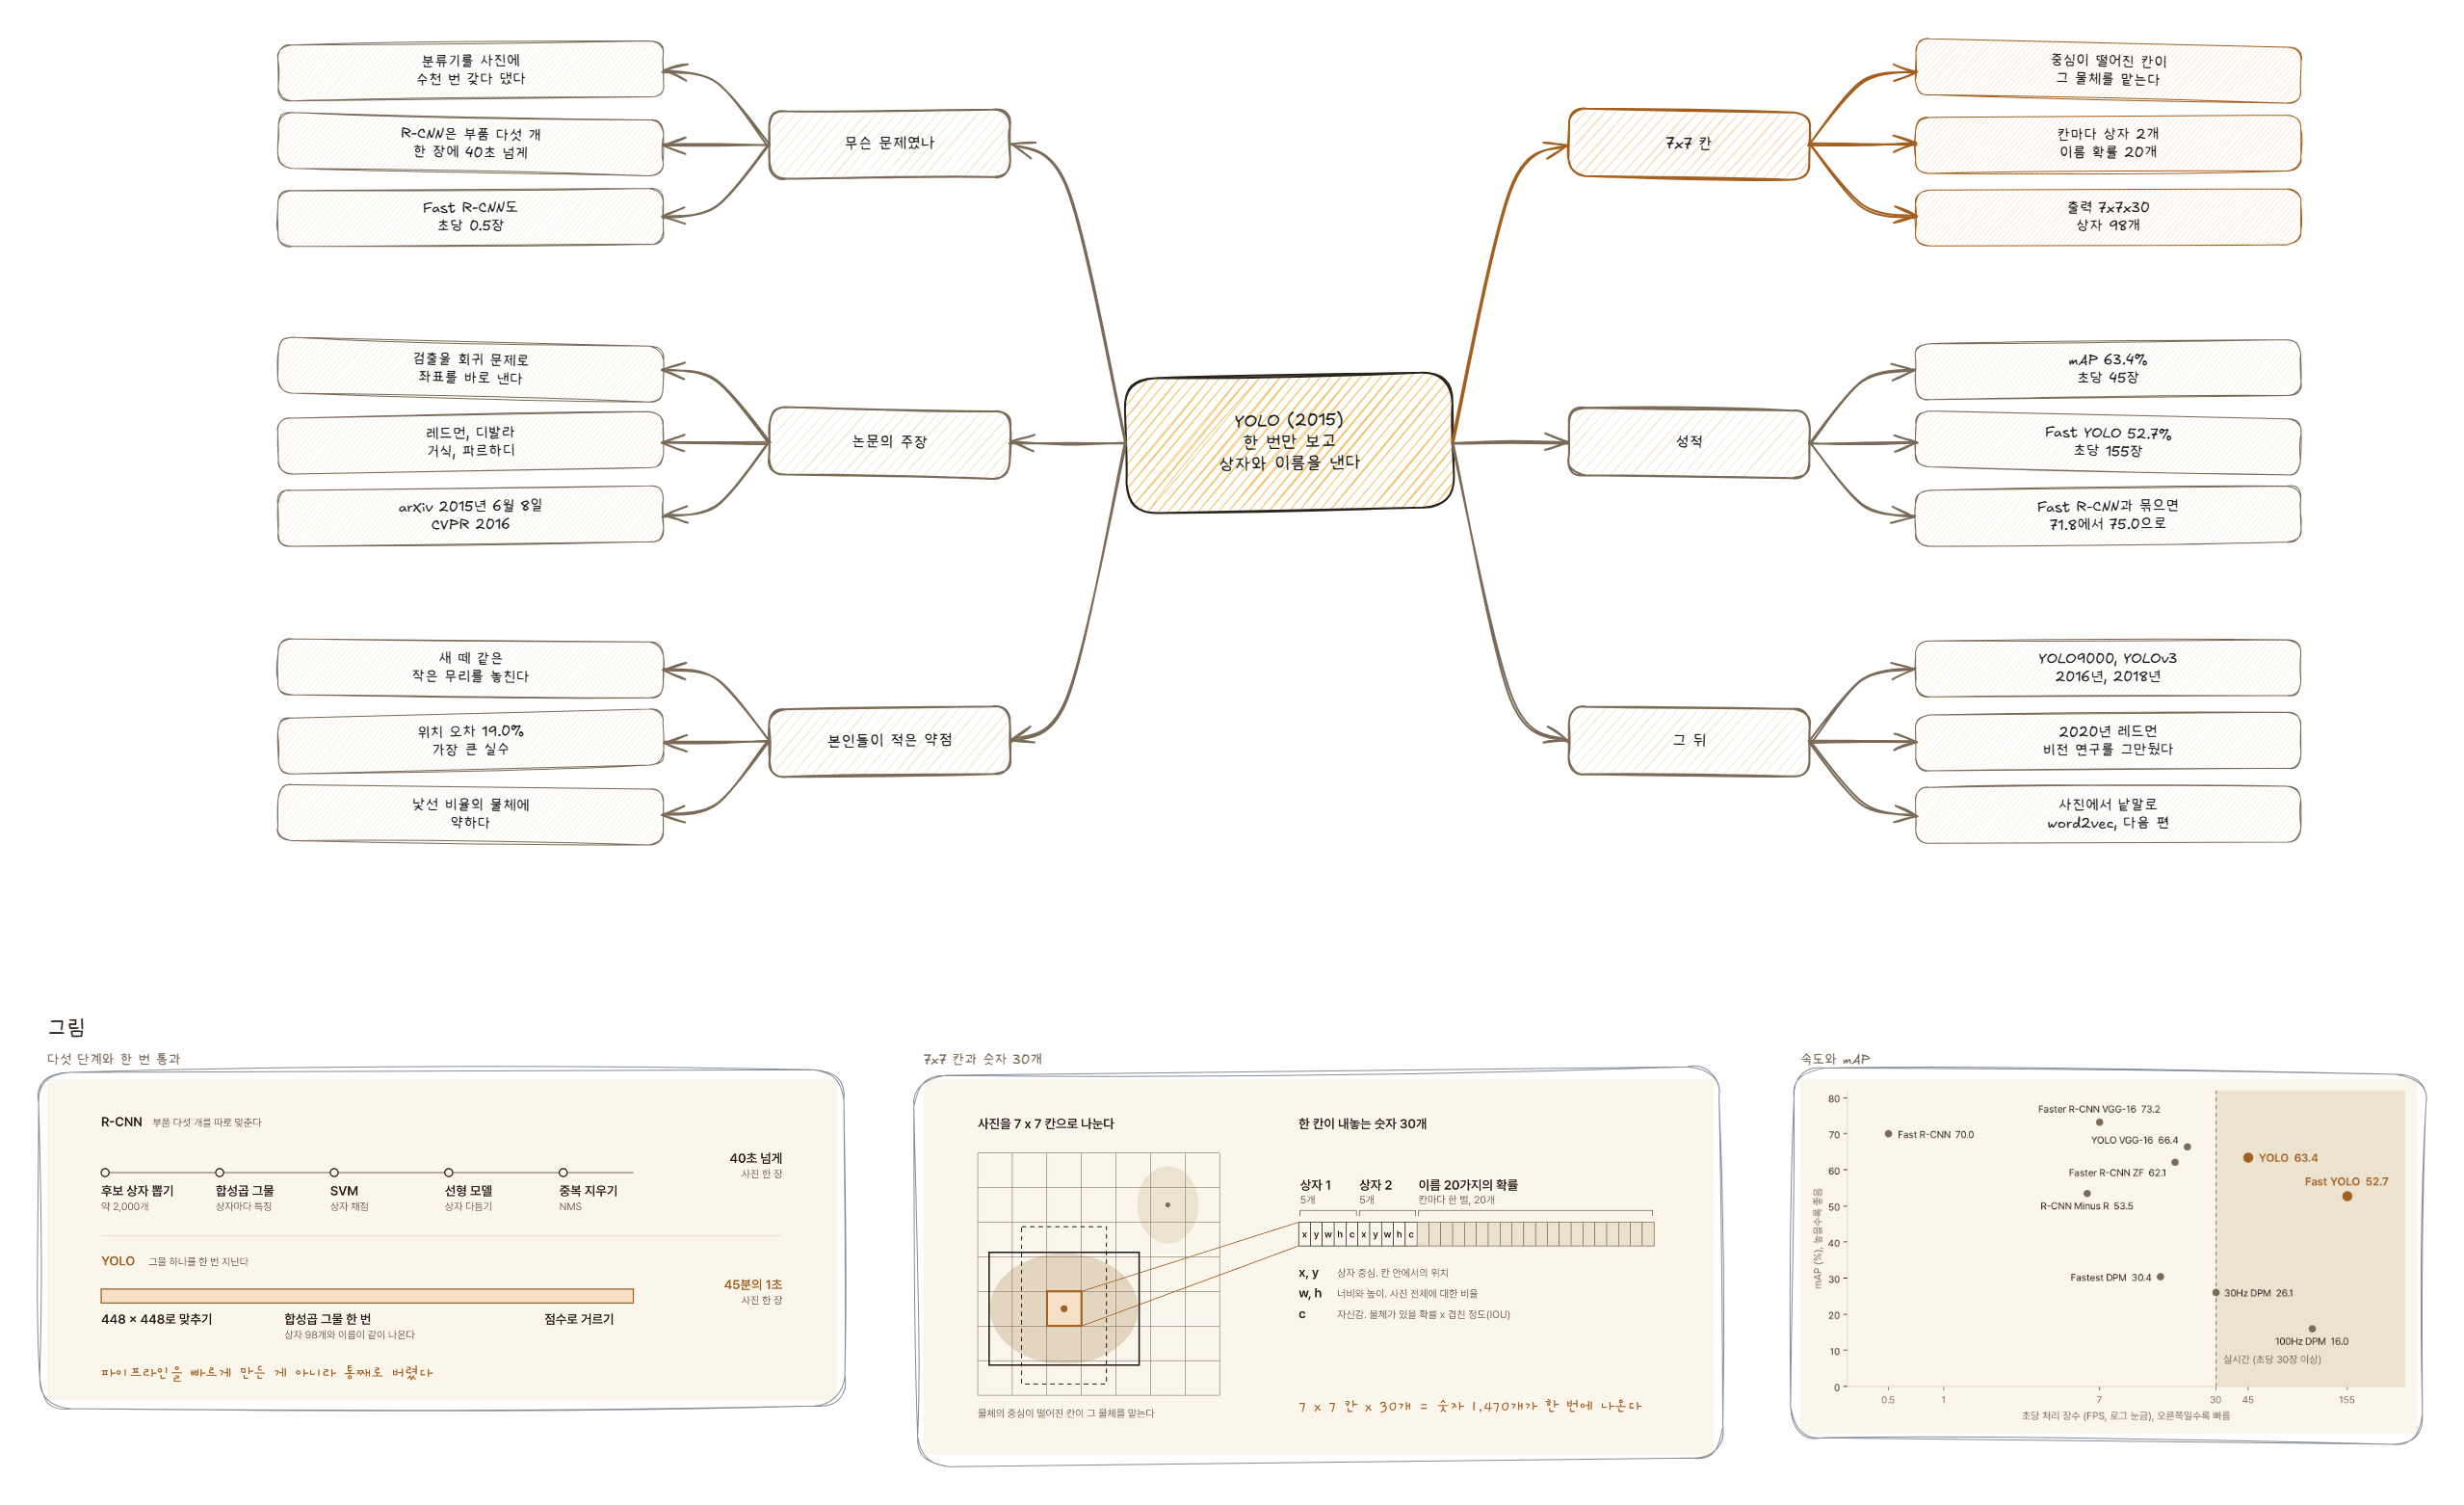 분류기를 사진에
수천 번 갖다 댔다
R-CNN은 부품 다섯 개
한 장에 40초 넘게
Fast R-CNN도
초당 0.5장
무슨 문제였나
검출을 회귀 문제로
좌표를 바로 낸다
레드먼, 디발라
거식, 파르하디
arXiv 2015년 6월 8일
CVPR 2016
논문의 주장
새 떼 같은
작은 무리를 놓친다
위치 오차 19.0%
가장 큰 실수
낯선 비율의 물체에
약하다
본인들이 적은 약점
YOLO (2015)
한 번만 보고
상자와 이름을 낸다
7x7 칸
중심이 떨어진 칸이
그 물체를 맡는다
칸마다 상자 2개
이름 확률 20개
출력 7x7x30
상자 98개
성적
mAP 63.4%
초당 45장
Fast YOLO 52.7%
초당 155장
Fast R-CNN과 묶으면
71.8에서 75.0으로
그 뒤
YOLO9000, YOLOv3
2016년, 2018년
2020년 레드먼
비전 연구를 그만뒀다
사진에서 낱말로
word2vec, 다음 편
그림
다섯 단계와 한 번 통과
R-CNN 부품 다섯 개를 따로 맞춘다
40초 넘게
사진 한 장
후보 상자 뽑기
약 2,000개
합성곱 그물
상자마다 특징
SVM
상자 채점
선형 모델
상자 다듬기
중복 지우기
NMS
YOLO 그물 하나를 한 번 지난다
45분의 1초
사진 한 장
448 × 448로 맞추기
합성곱 그물 한 번
상자 98개와 이름이 같이 나온다
점수로 거르기
파이프라인을 빠르게 만든 게 아니라 통째로 버렸다
7x7 칸과 숫자 30개
사진을 7 x 7 칸으로 나눈다
물체의 중심이 떨어진 칸이 그 물체를 맡는다
한 칸이 내놓는 숫자 30개
상자 1
5개
상자 2
5개
이름 20가지의 확률
칸마다 한 벌, 20개
x y w h c x y w h c
x, y 상자 중심. 칸 안에서의 위치
w, h 너비와 높이. 사진 전체에 대한 비율
c 자신감. 물체가 있을 확률 x 겹친 정도(IOU)
7 x 7 칸 x 30개 = 숫자 1,470개가 한 번에 나온다
속도와 mAP
mAP (%), 높을수록 좋음
80
70
60
50
40
30
20
10
0
Fast R-CNN 70.0
Faster R-CNN VGG-16 73.2
YOLO VGG-16 66.4
Faster R-CNN ZF 62.1
R-CNN Minus R 53.5
Fastest DPM 30.4
YOLO 63.4
Fast YOLO 52.7
30Hz DPM 26.1
100Hz DPM 16.0
실시간 (초당 30장 이상)
0.5 1 7 30 45 155
초당 처리 장수 (FPS, 로그 눈금), 오른쪽일수록 빠름